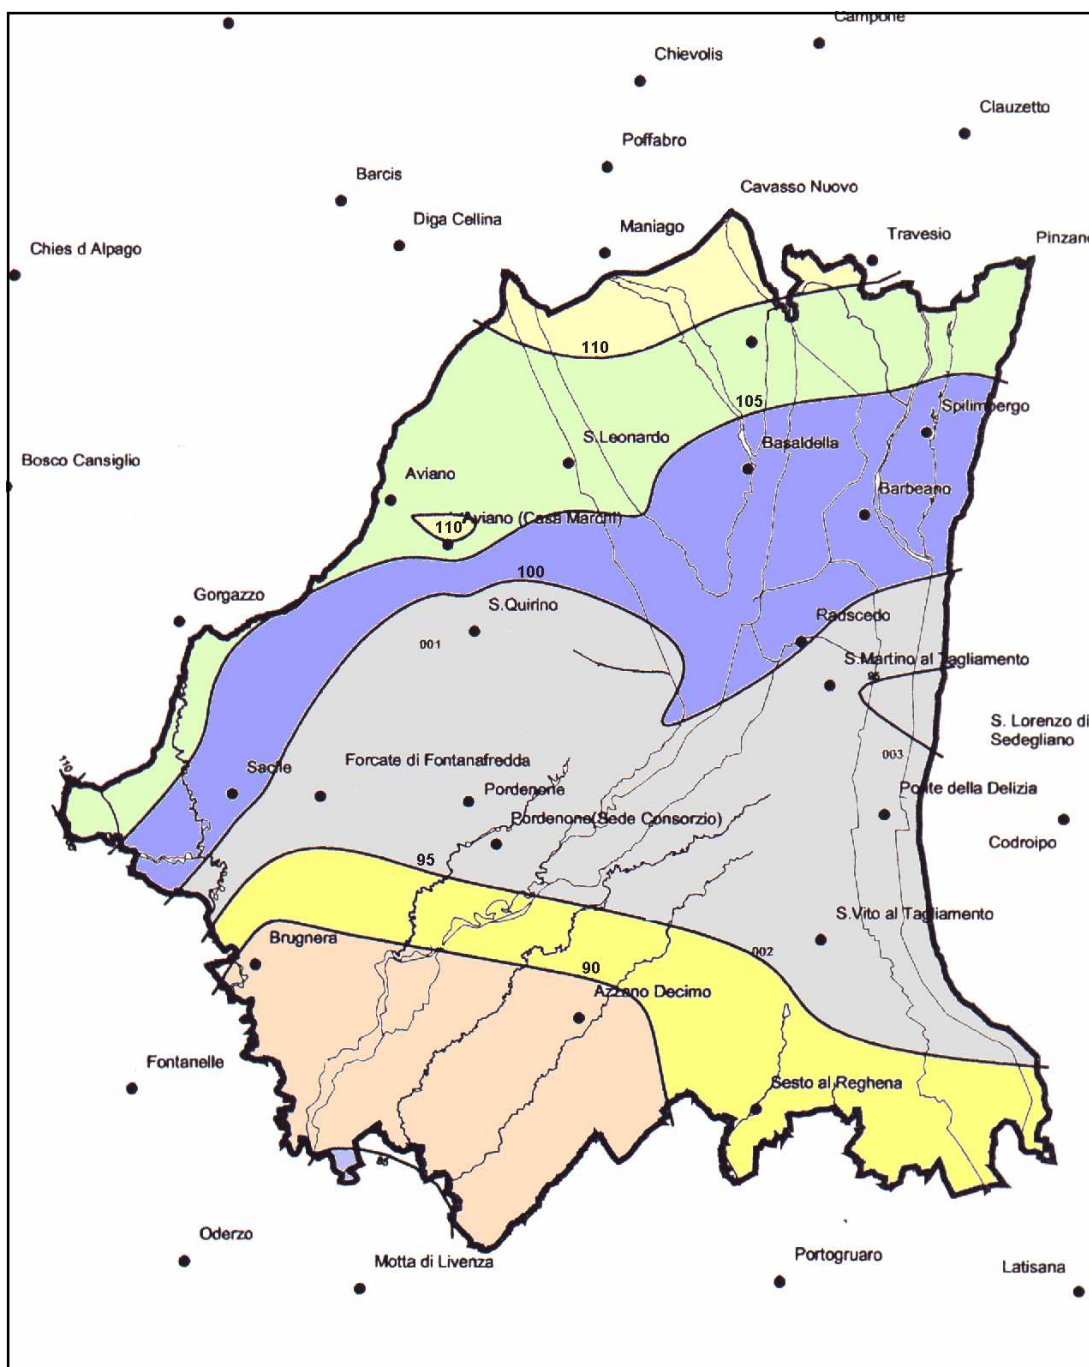 Campone
Chievolis
Clauzetto
Poffabro
Barcis
Cavasso Nuovo
Diga Cellina
Maniago
Travesio
Pinzano
Chies d Alpago
110
105
Spilimbergo
S.Leonardo
Basaldella
Bosco Cansiglio
Aviano
Barbeano
110
Aviano (Casa Marchi)
100
Gorgazzo
S.Quirino
Rauscedo
001
S.Martino al Tagliamento
95
S. Lorenzo di
Sedegliano
003
110
Forcate di Fontanafredda
Sacile
Pordenone
Ponte della Delizia
Pordenone(Sede Consorzio)
Codroipo
95
S.Vito al Tagliamento
Brugnera
002
90
Azzano Decimo
Fontanelle
Sesto al Reghena
Oderzo
Motta di Livenza
Portogruaro
Latisana